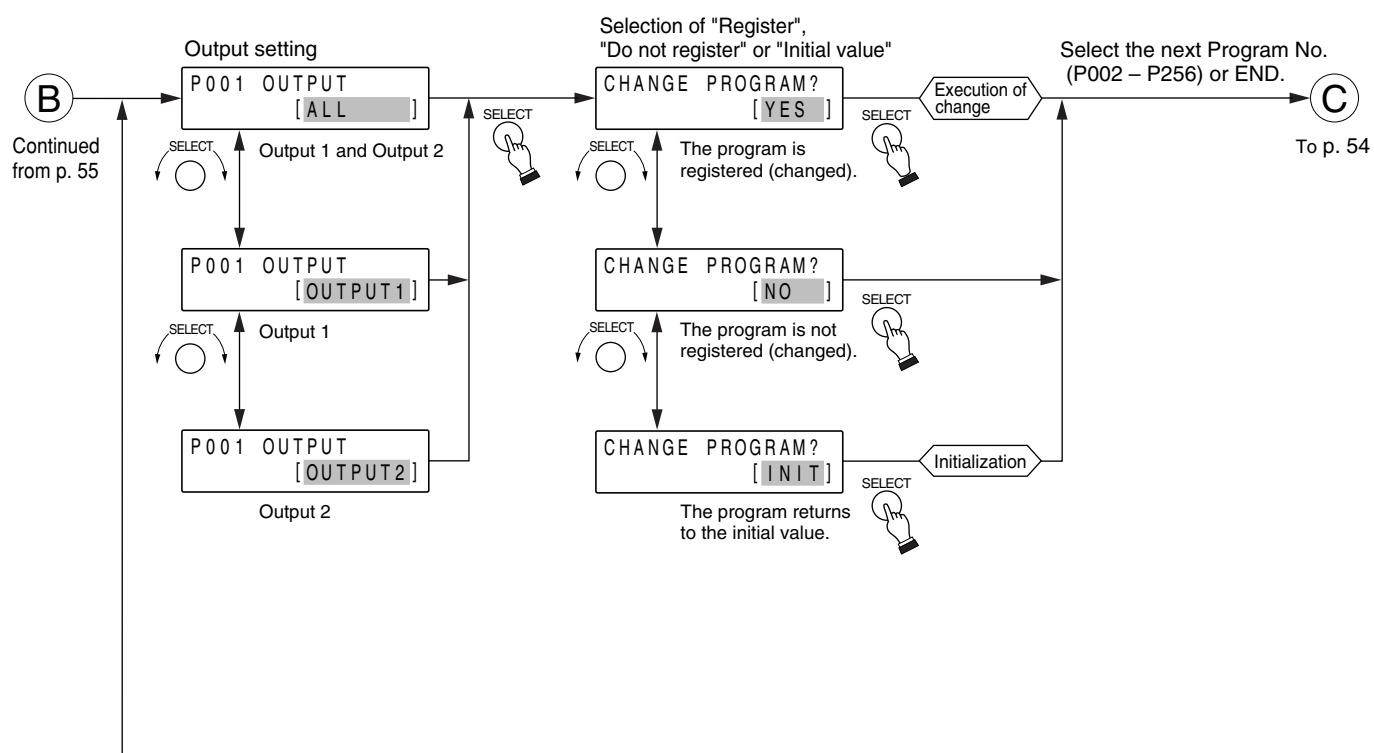 Selection of "Register",
"Do not register" or "Initial value"
Output setting
Select the next Program No.
(P002 – P256) or END.
B
Continued
from p. 55
P001 OUTPUT
[ALL ]
SELECT
Output 1 and Output 2
SELECT
CHANGE PROGRAM?
[YES ]
SELECT
The program is
registered (changed).
SELECT
Execution of
change
C
To p. 54
P001 OUTPUT
[OUTPUT1]
SELECT
Output 1
CHANGE PROGRAM?
[NO ]
SELECT
The program is not
registered (changed).
SELECT
P001 OUTPUT
[OUTPUT2]
Output 2
CHANGE PROGRAM?
[INIT]
The program returns
to the initial value.
SELECT
Initialization